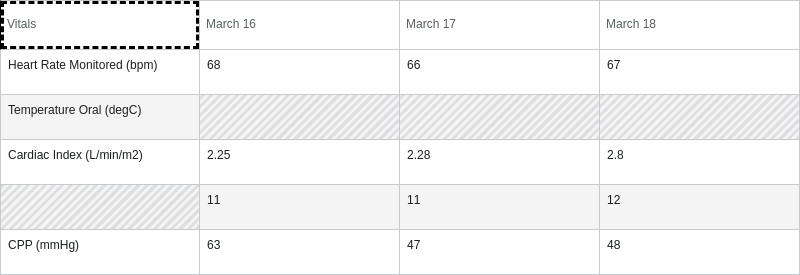 Vitals March 16 March 17 March 18
Heart Rate Monitored (bpm) 68 66 67
Temperature Oral (degC)
Cardiac Index (L/min/m2) 2.25 2.28 2.8
11 11 12
CPP (mmHg) 63 47 48